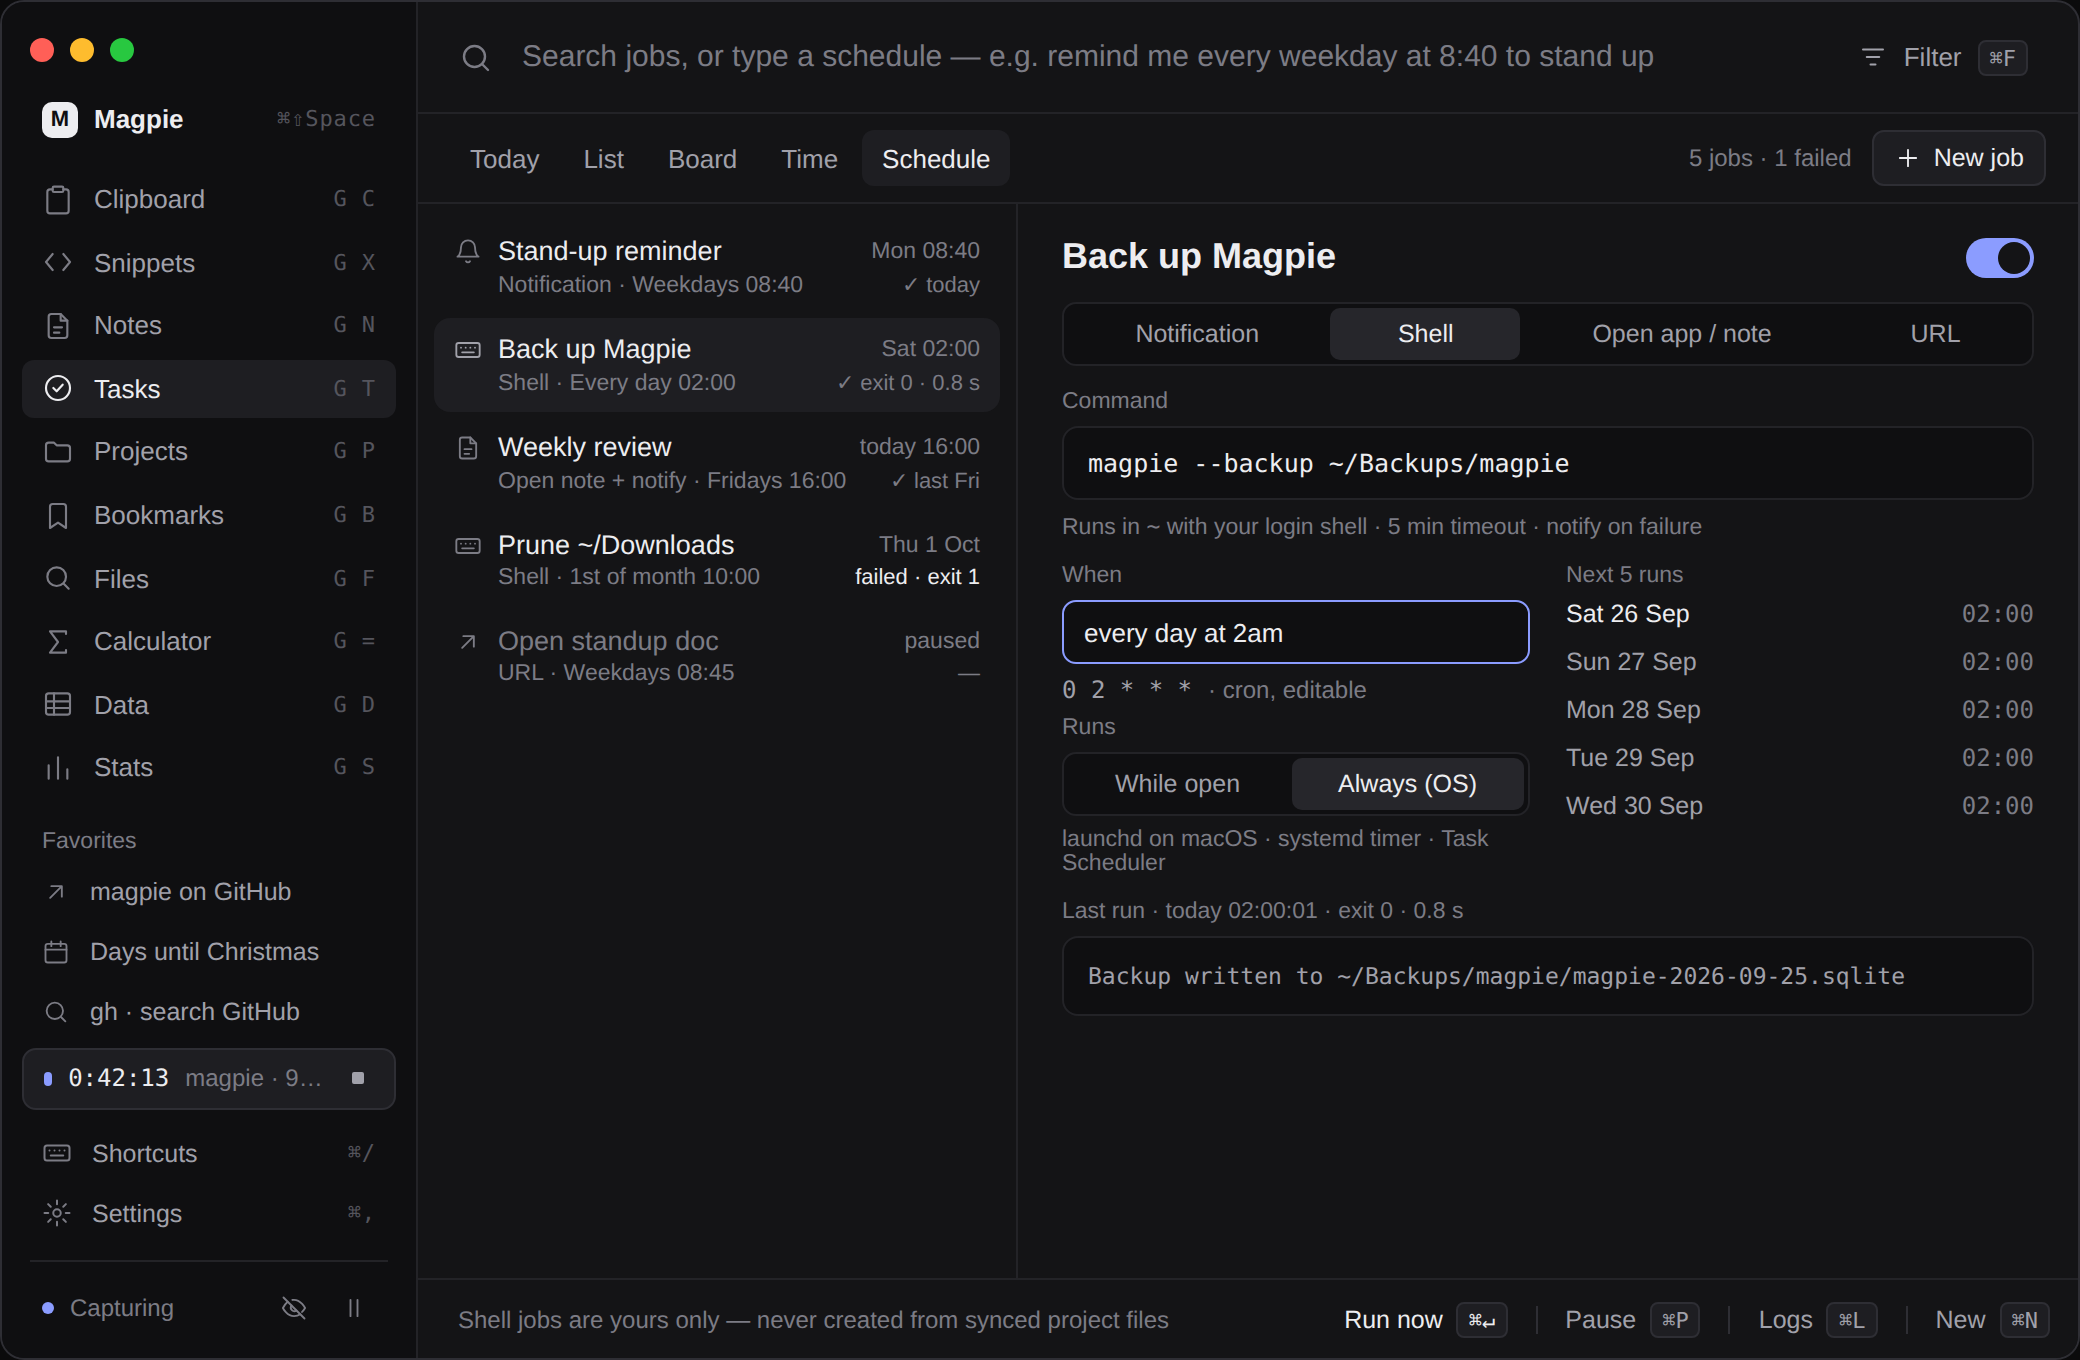 M Magpie ⌘⇧Space
Clipboard G C
Snippets G X
Notes G N
Tasks G T
Projects G P
Bookmarks G B
Files G F
Calculator G =
Data G D
Stats G S
Favorites
magpie on GitHub
Days until Christmas
gh · search GitHub
0:42:13 magpie · 9…
Shortcuts ⌘/
Settings ⌘,
Capturing
Search jobs, or type a schedule — e.g. remind me every weekday at 8:40 to stand up
Filter ⌘F
Today List Board Time Schedule
5 jobs · 1 failed
+ New job
Stand-up reminder Mon 08:40
Notification · Weekdays 08:40 ✓ today
Back up Magpie Sat 02:00
Shell · Every day 02:00 ✓ exit 0 · 0.8 s
Weekly review today 16:00
Open note + notify · Fridays 16:00 ✓ last Fri
Prune ~/Downloads Thu 1 Oct
Shell · 1st of month 10:00 failed · exit 1
Open standup doc paused
URL · Weekdays 08:45 —
Back up Magpie
Notification Shell Open app / note URL
Command
magpie --backup ~/Backups/magpie
Runs in ~ with your login shell · 5 min timeout · notify on failure
When
every day at 2am
0 2 * * * · cron, editable
Runs
While open Always (OS)
launchd on macOS · systemd timer · Task
Scheduler
Next 5 runs
Sat 26 Sep 02:00
Sun 27 Sep 02:00
Mon 28 Sep 02:00
Tue 29 Sep 02:00
Wed 30 Sep 02:00
Last run · today 02:00:01 · exit 0 · 0.8 s
Backup written to ~/Backups/magpie/magpie-2026-09-25.sqlite
Shell jobs are yours only — never created from synced project files
Run now ⌘↵ Pause ⌘P Logs ⌘L New ⌘N